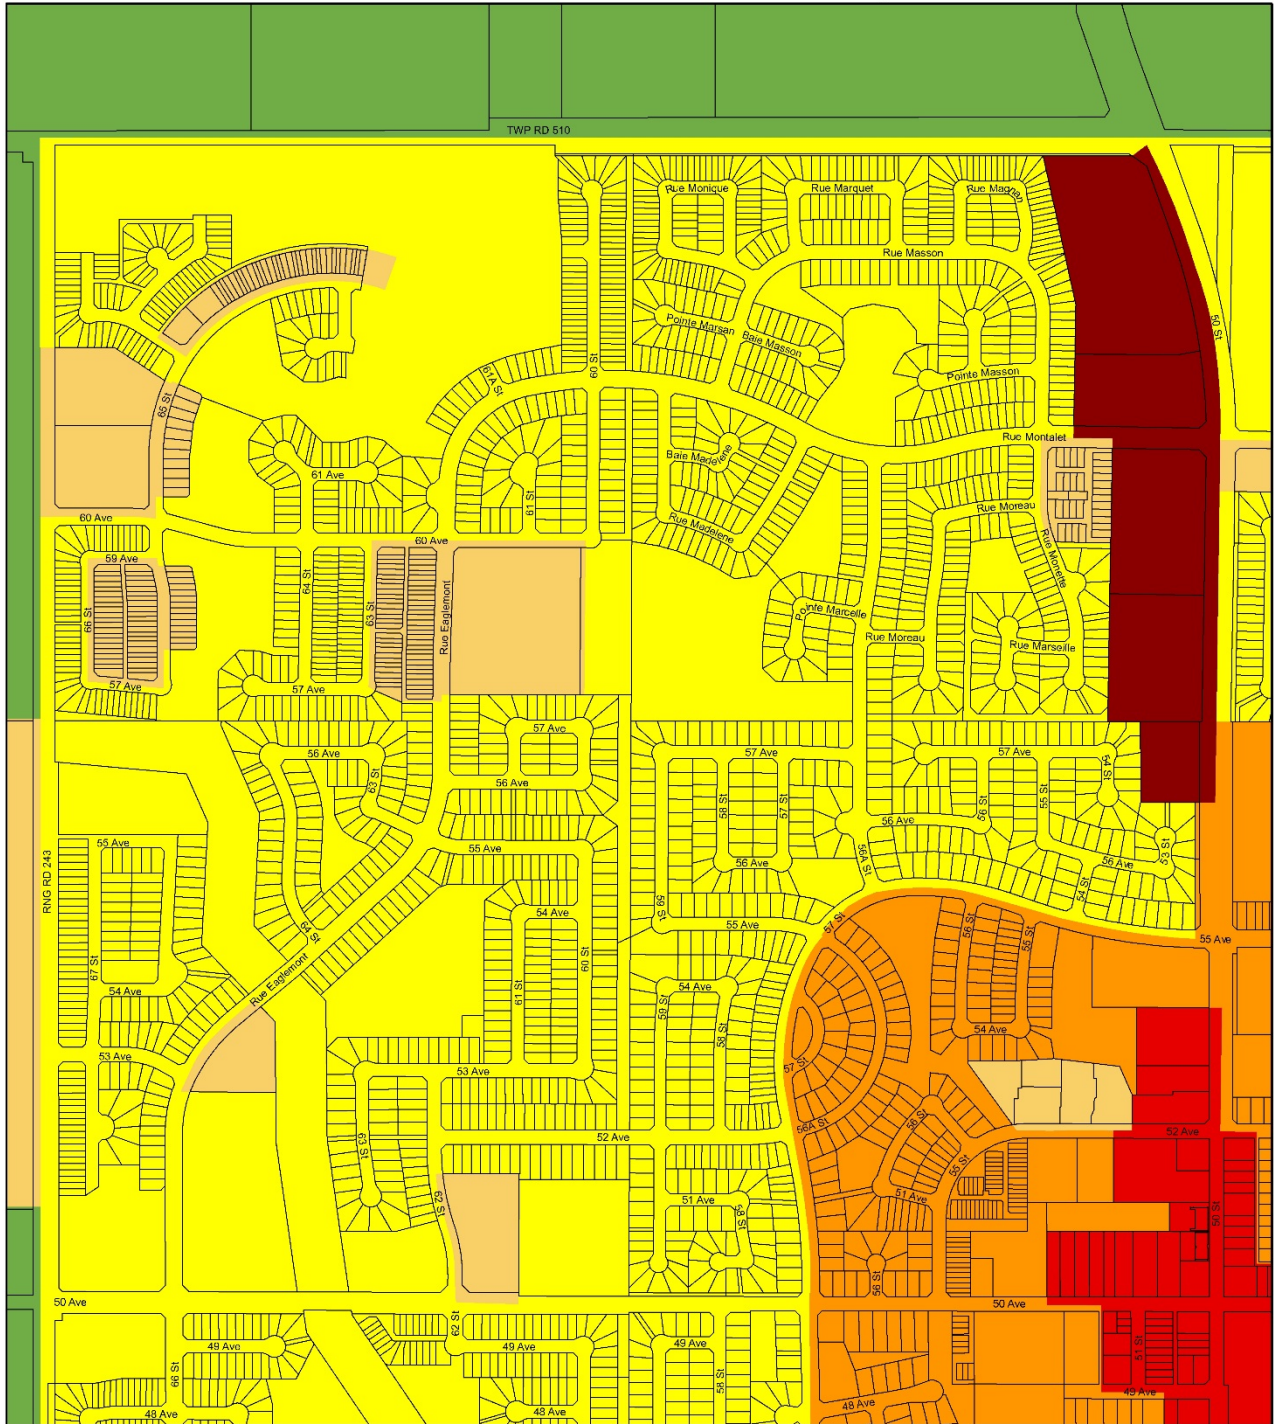 TWP RD 510
Rue Monique
Rue Marquet
Rue Magnan
Rue Masson
Pointe Marsan
Baie Masson
50 St
60 St
61A St
Pointe Masson
65 St
Rue Montalet
Baie Madelene
61 Ave
61 St
Rue Moreau
60 Ave
Rue Madelene
60 Ave
Rue Monette
59 Ave
64 St
63 St
Rue Eaglemont
66 St
Pointe Marcelle
Rue Moreau
Rue Marseille
57 Ave
57 Ave
57 Ave
56 Ave
57 Ave
57 Ave
54 St
63 St
56 Ave
58 St
57 St
56 St
55 St
56 Ave
55 Ave
55 Ave
56 Ave
56A St
56 Ave
53 St
54 St
RNG RD 243
59 St
54 Ave
55 Ave
57 St
56 St
55 St
55 Ave
64 St
67 St
60 St
Rue Eaglemont
54 Ave
54 Ave
61 St
59 St
58 St
54 Ave
53 Ave
53 Ave
57 St
56A St
56 St
52 Ave
52 Ave
63 St
55 St
62 St
51 Ave
58 St
51 Ave
50 St
56 St
50 Ave
50 Ave
62 St
49 Ave
49 Ave
49 Ave
51 St
66 St
58 St
49 Ave
48 Ave
48 Ave
48 Ave